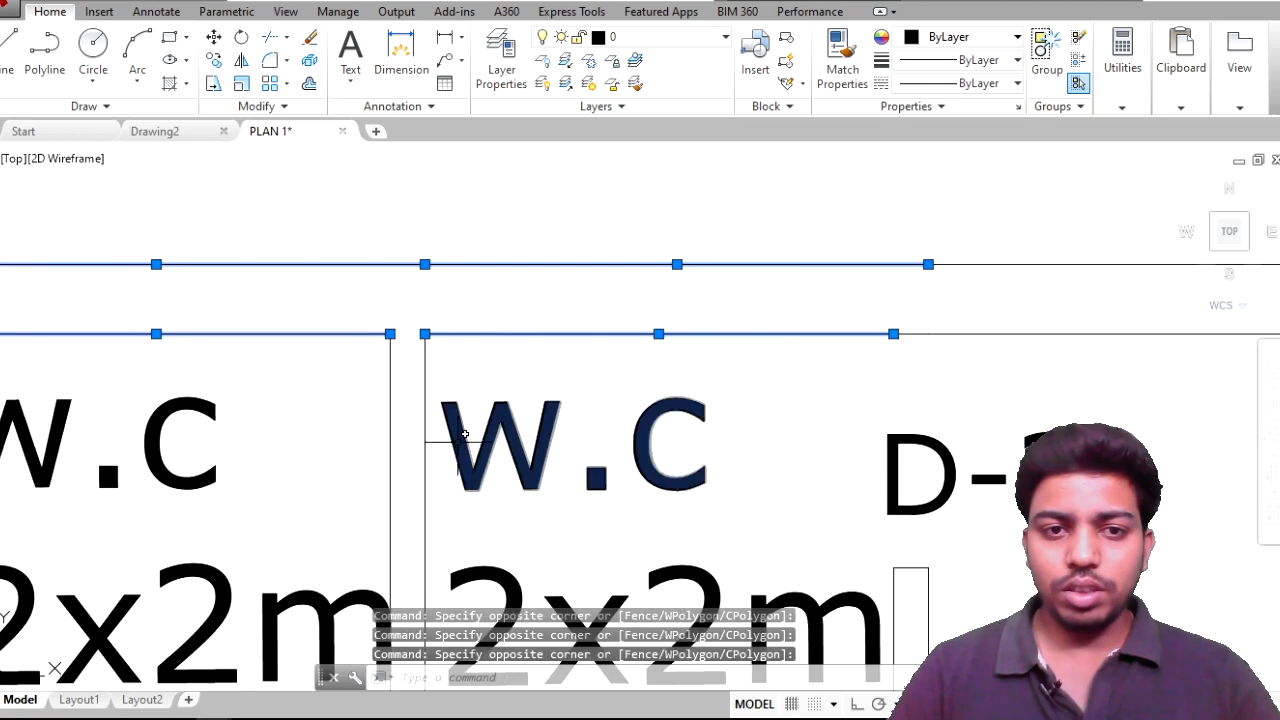 Home Insert Annotate Parametric View Manage Output Add-ins A360 Express Tools Featured Apps BIM 360 Performance
0
ByLayer
ByLayer
ByLayer
Polyline Circle Arc Text Dimension Layer Properties Insert Match Properties Group Utilities Clipboard View
Draw Modify Annotation Layers Block Properties Groups
Start Drawing2 PLAN 1*
[Top][2D Wireframe]
N
W TOP E
S
WCS
W.C W.C
D-
2x2m 2x2m
Command: Specify opposite corner or [Fence/WPolygon/CPolygon]:
Command: Specify opposite corner or [Fence/WPolygon/CPolygon]:
Command: Specify opposite corner or [Fence/WPolygon/CPolygon]:
Y
X
Type a command
Model Layout1 Layout2 MODEL